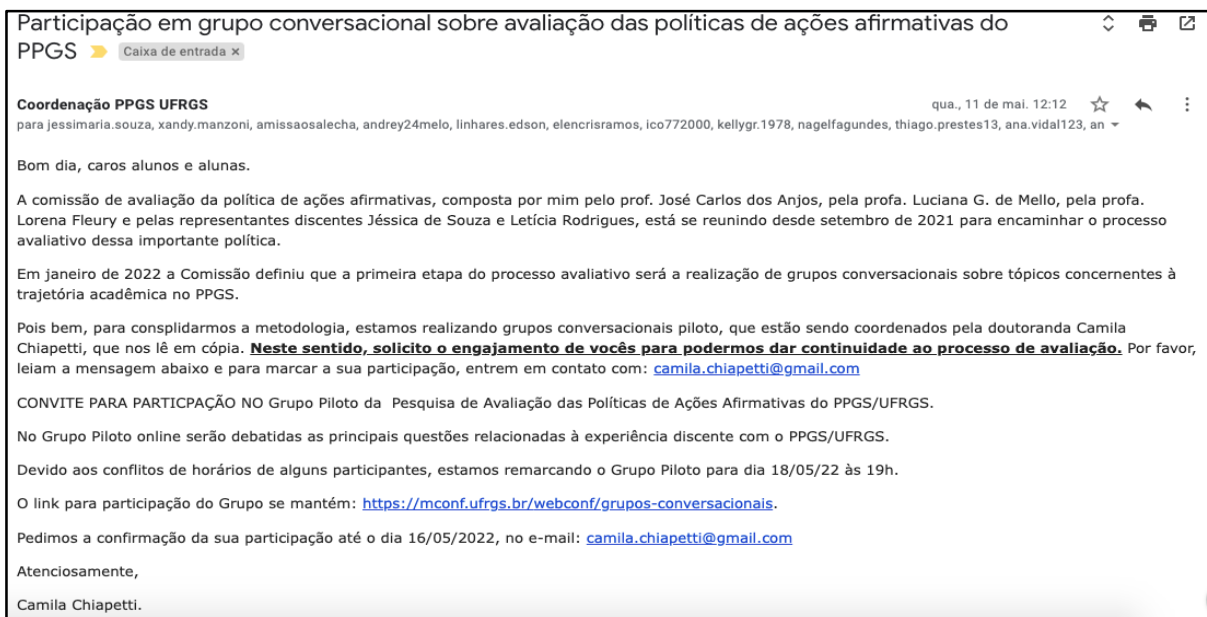 Participação em grupo conversacional sobre avaliação das políticas de ações afirmativas do
PPGS Caixa de entrada ×
Coordenação PPGS UFRGS qua., 11 de mai. 12:12
para jessimaria.souza, xandy.manzoni, amissaosalecha, andrey24melo, linhares.edson, elencrisramos, ico772000, kellygr.1978, nagelfagundes, thiago.prestes13, ana.vidal123, an
Bom dia, caros alunos e alunas.
A comissão de avaliação da política de ações afirmativas, composta por mim pelo prof. José Carlos dos Anjos, pela profa. Luciana G. de Mello, pela profa.
Lorena Fleury e pelas representantes discentes Jéssica de Souza e Letícia Rodrigues, está se reunindo desde setembro de 2021 para encaminhar o processo
avaliativo dessa importante política.
Em janeiro de 2022 a Comissão definiu que a primeira etapa do processo avaliativo será a realização de grupos conversacionais sobre tópicos concernentes à
trajetória acadêmica no PPGS.
Pois bem, para consplidarmos a metodologia, estamos realizando grupos conversacionais piloto, que estão sendo coordenados pela doutoranda Camila
Chiapetti, que nos lê em cópia. Neste sentido, solicito o engajamento de vocês para podermos dar continuidade ao processo de avaliação. Por favor,
leiam a mensagem abaixo e para marcar a sua participação, entrem em contato com: camila.chiapetti@gmail.com
CONVITE PARA PARTICPAÇÃO NO Grupo Piloto da Pesquisa de Avaliação das Políticas de Ações Afirmativas do PPGS/UFRGS.
No Grupo Piloto online serão debatidas as principais questões relacionadas à experiência discente com o PPGS/UFRGS.
Devido aos conflitos de horários de alguns participantes, estamos remarcando o Grupo Piloto para dia 18/05/22 às 19h.
O link para participação do Grupo se mantém: https://mconf.ufrgs.br/webconf/grupos-conversacionais.
Pedimos a confirmação da sua participação até o dia 16/05/2022, no e-mail: camila.chiapetti@gmail.com
Atenciosamente,
Camila Chiapetti.